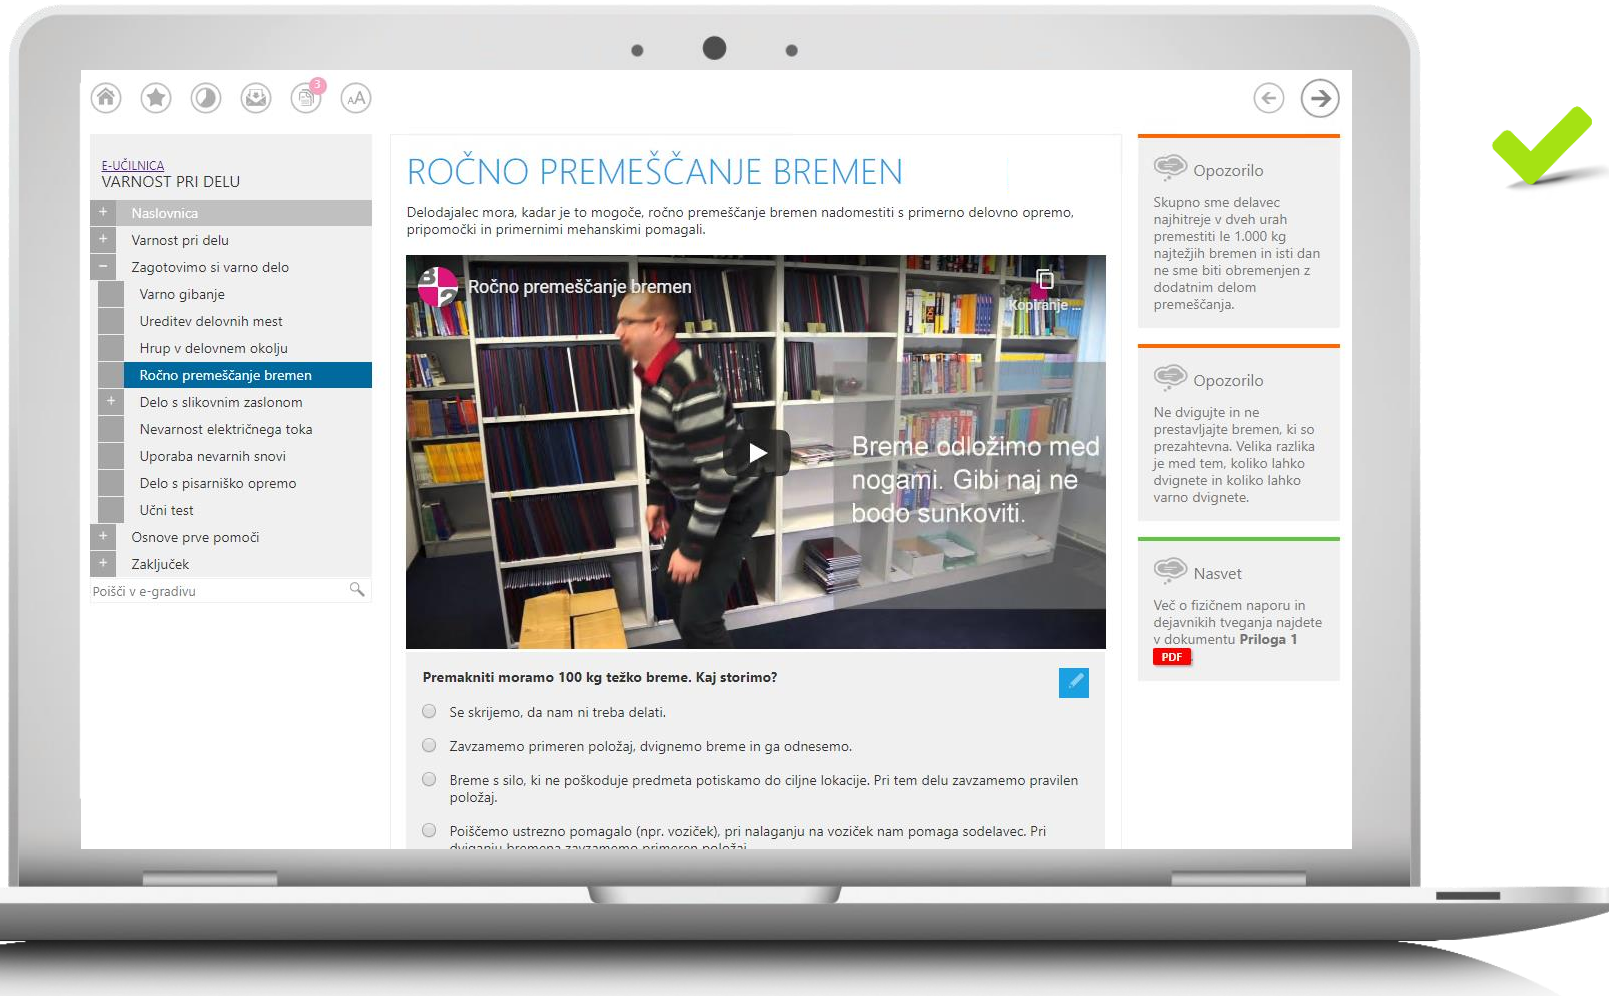 3
AA
E-UČILNICA
VARNOST PRI DELU
+ Naslovnica
+ Varnost pri delu
− Zagotovimo si varno delo
Varno gibanje
Ureditev delovnih mest
Hrup v delovnem okolju
Ročno premeščanje bremen
+ Delo s slikovnim zaslonom
Nevarnost električnega toka
Uporaba nevarnih snovi
Delo s pisarniško opremo
Učni test
+ Osnove prve pomoči
+ Zaključek
Poišči v e-gradivu
ROČNO PREMEŠČANJE BREMEN
Delodajalec mora, kadar je to mogoče, ročno premeščanje bremen nadomestiti s primerno delovno opremo,
pripomočki in primernimi mehanskimi pomagali.
Ročno premeščanje bremen
Kopiranje ...
Breme odložimo med
nogami. Gibi naj ne
bodo sunkoviti.
Premakniti moramo 100 kg težko breme. Kaj storimo?
Se skrijemo, da nam ni treba delati.
Zavzamemo primeren položaj, dvignemo breme in ga odnesemo.
Breme s silo, ki ne poškoduje predmeta potiskamo do ciljne lokacije. Pri tem delu zavzamemo pravilen
položaj.
Poiščemo ustrezno pomagalo (npr. voziček), pri nalaganju na voziček nam pomaga sodelavec. Pri
dviganju bremena zavzamemo primeren položaj.
Opozorilo
Skupno sme delavec
najhitreje v dveh urah
premestiti le 1.000 kg
najtežjih bremen in isti dan
ne sme biti obremenjen z
dodatnim delom
premeščanja.
Opozorilo
Ne dvigujte in ne
prestavljajte bremen, ki so
prezahtevna. Velika razlika
je med tem, koliko lahko
dvignete in koliko lahko
varno dvignete.
Nasvet
Več o fizičnem naporu in
dejavnikih tveganja najdete
v dokumentu Priloga 1
PDF